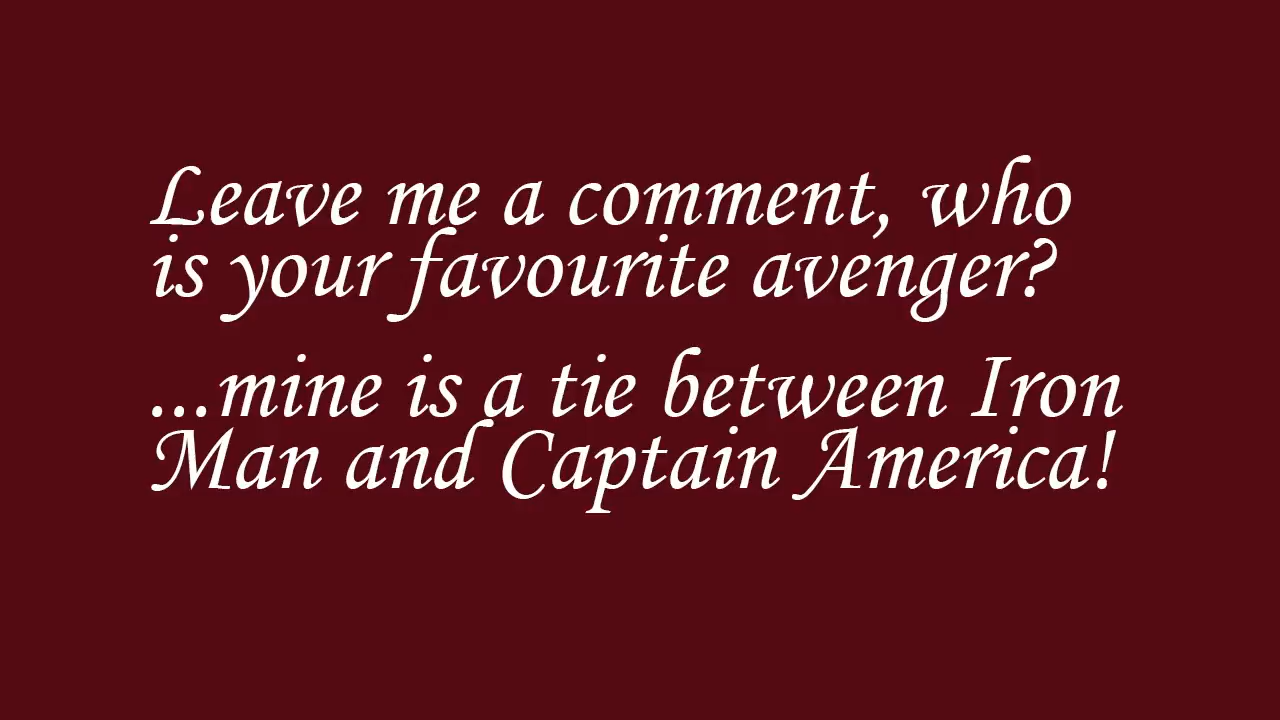 Leave me a comment, who
is your favourite avenger?
...mine is a tie between Iron
Man and Captain America!